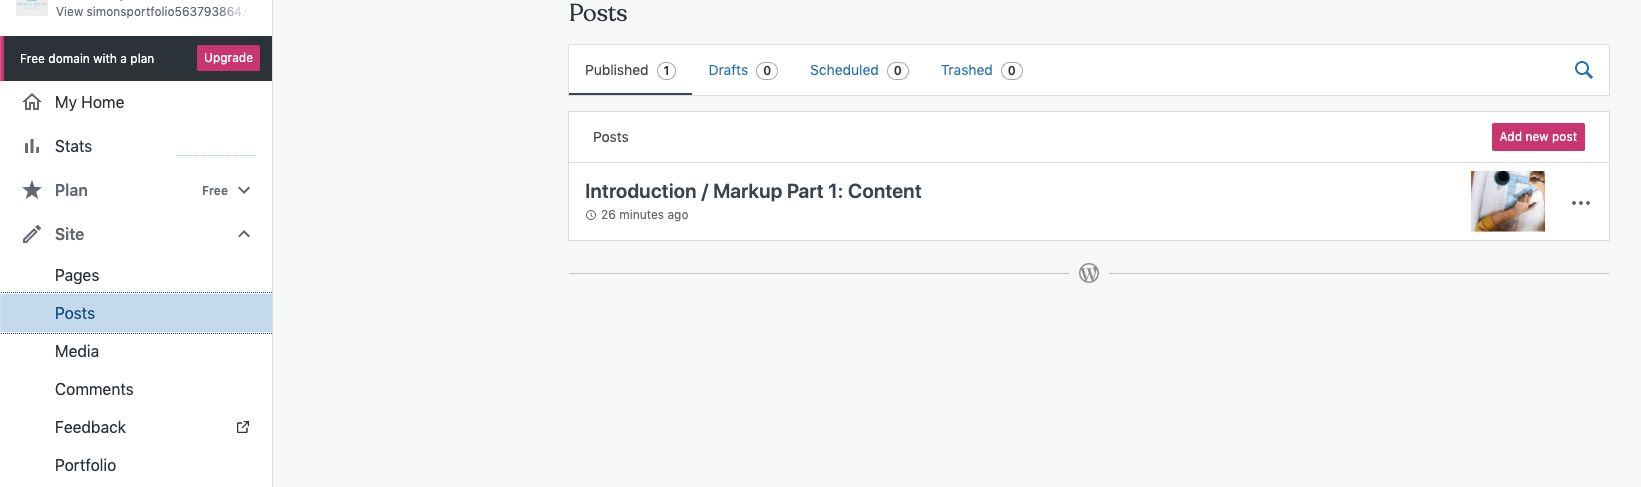 View simonsportfolio563793864.
Free domain with a plan
Upgrade
My Home
Stats
Plan
Free
Site
Pages
Posts
Media
Comments
Feedback
Portfolio
Posts
Published 1
Drafts 0
Scheduled 0
Trashed 0
Posts
Add new post
Introduction / Markup Part 1: Content
26 minutes ago